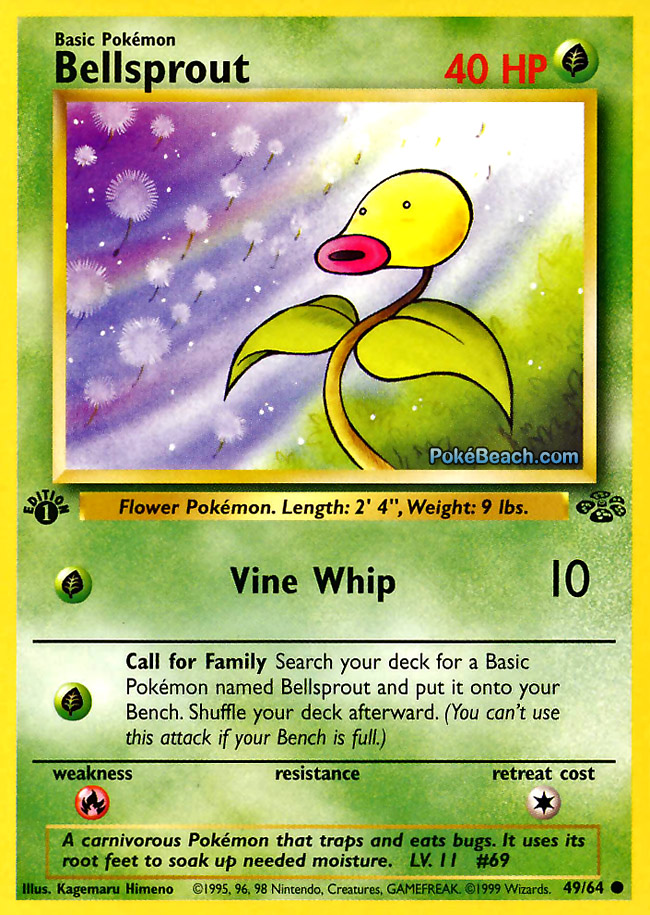 Basic Pokémon
Bellsprout
40 HP
PokéBeach.com
EDITION
1
Flower Pokémon. Length: 2' 4", Weight: 9 lbs.
Vine Whip 10
Call for Family Search your deck for a Basic
Pokémon named Bellsprout and put it onto your
Bench. Shuffle your deck afterward. (You can't use
this attack if your Bench is full.)
weakness resistance retreat cost
A carnivorous Pokémon that traps and eats bugs. It uses its
root feet to soak up needed moisture. LV. 11 #69
Illus. Kagemaru Himeno ©1995, 96, 98 Nintendo, Creatures, GAMEFREAK. ©1999 Wizards. 49/64